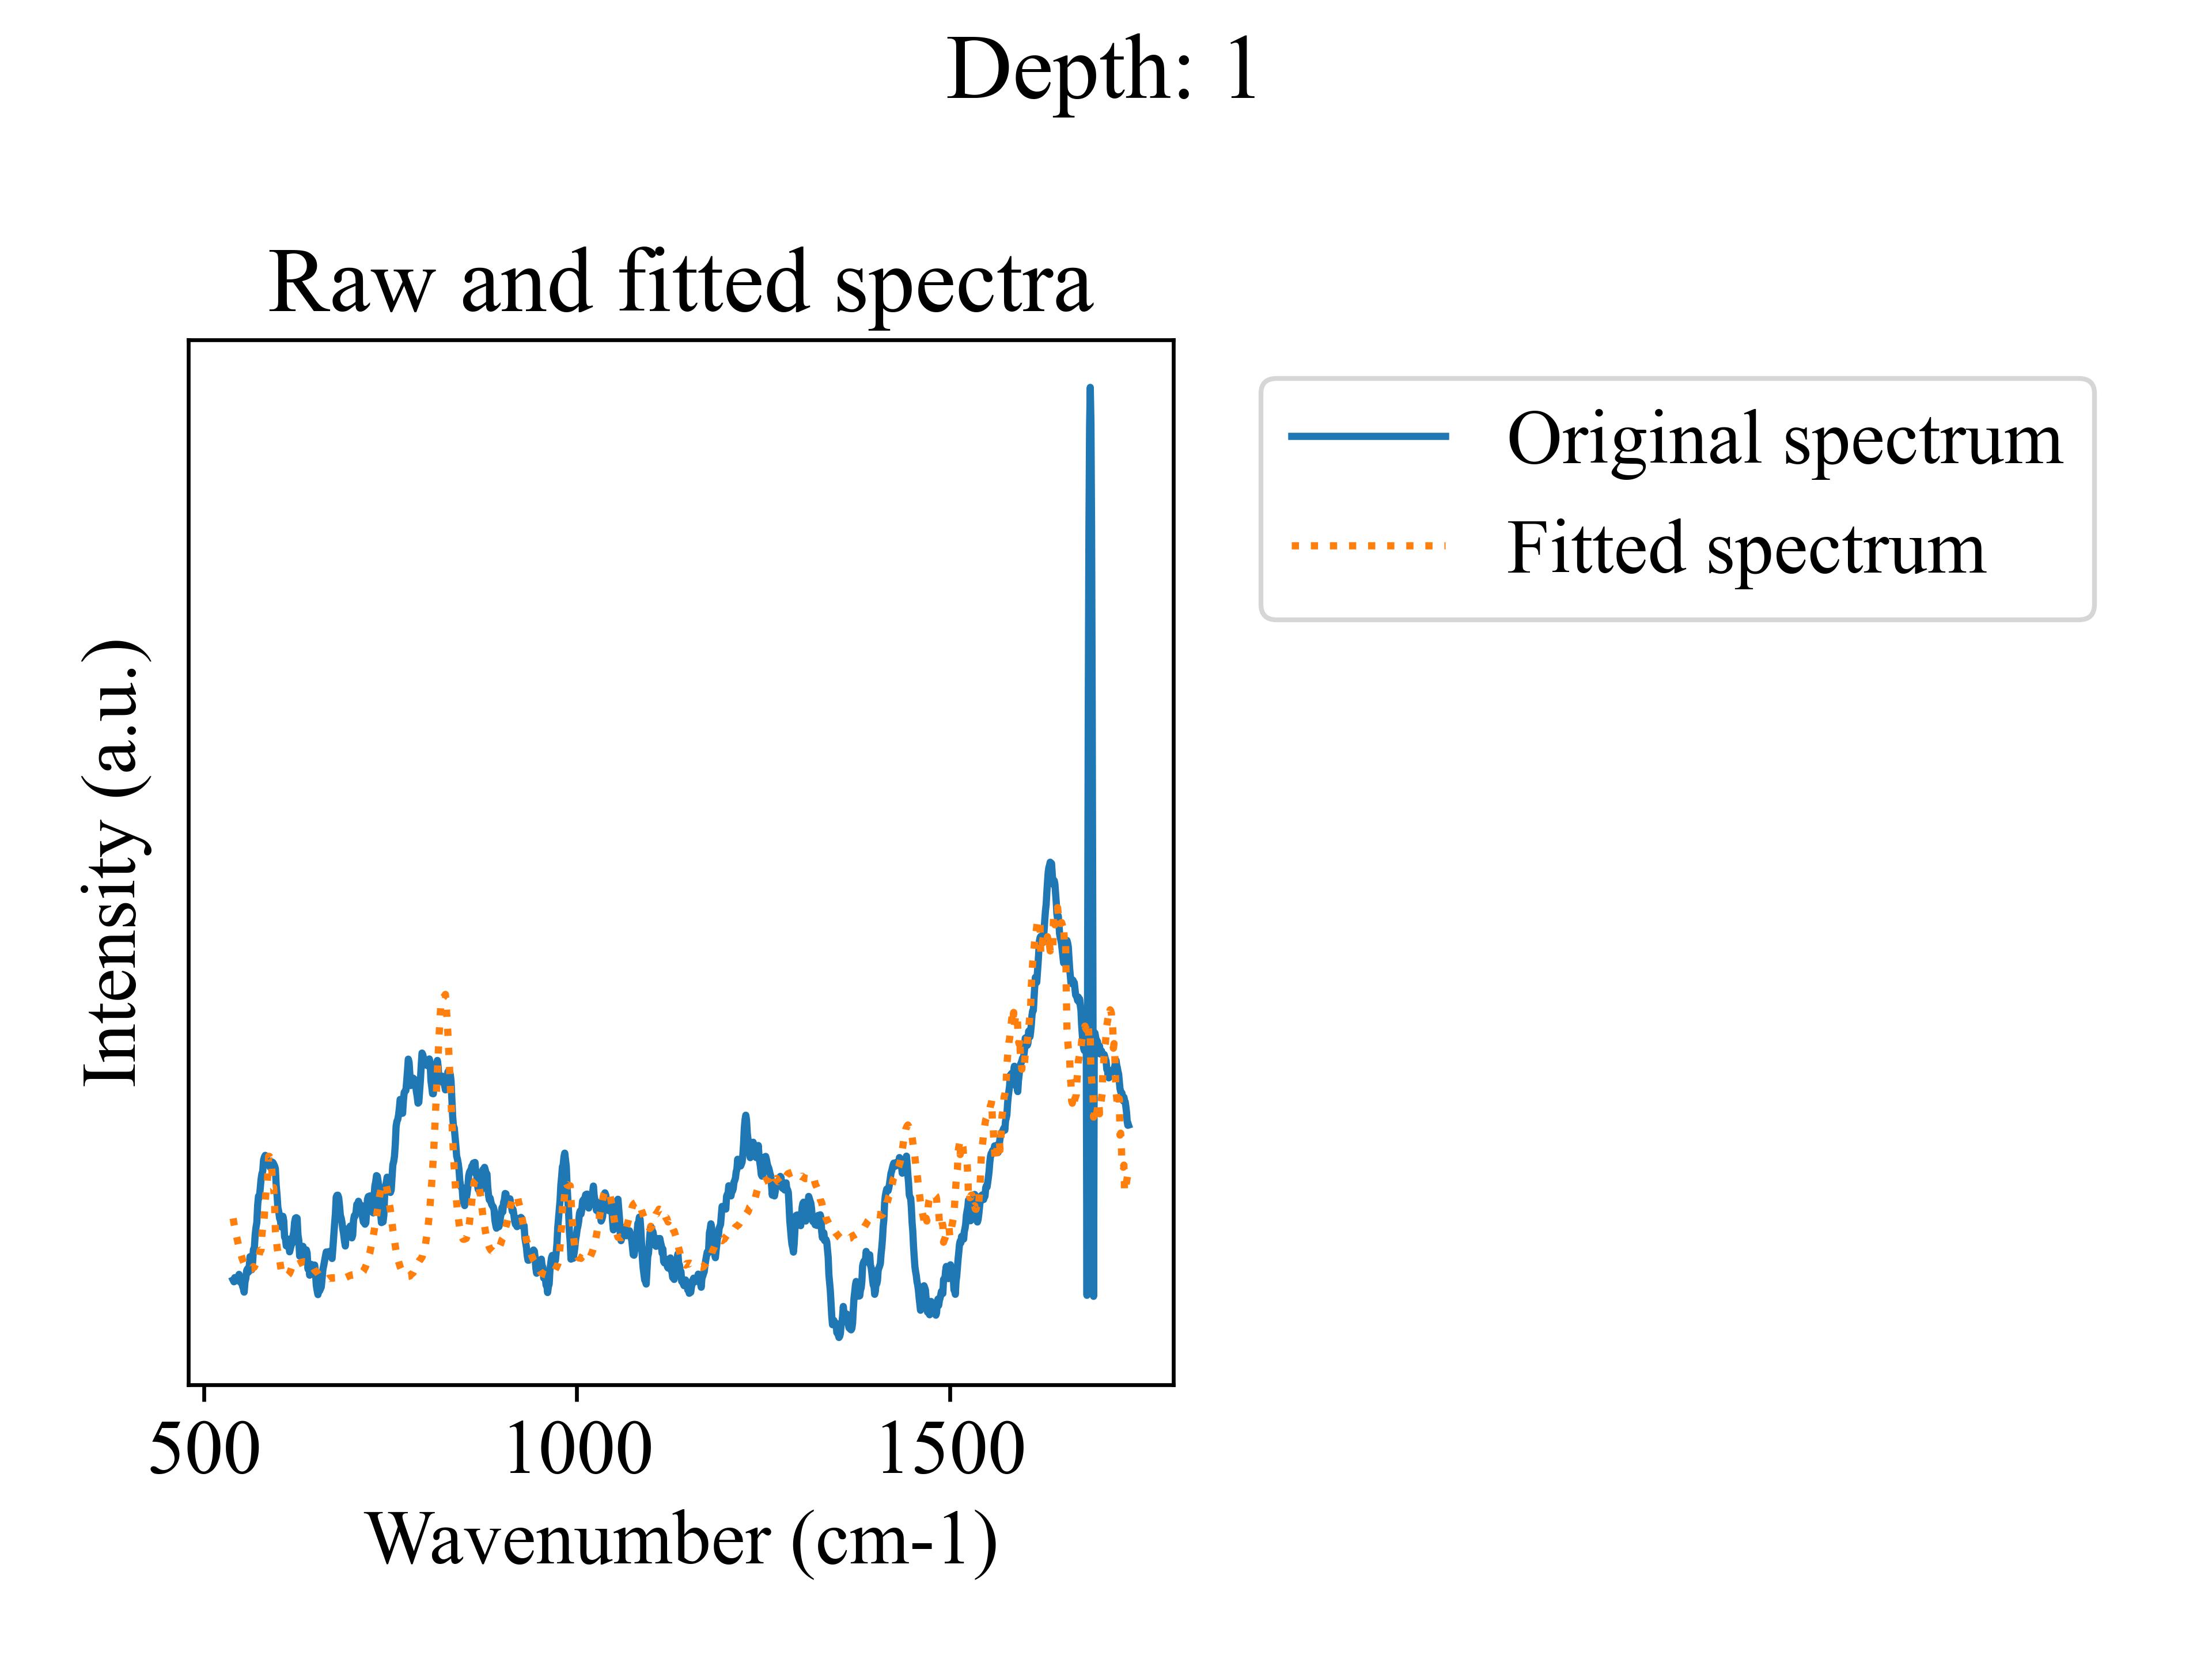 Depth: 1
Raw and fitted spectra
Original spectrum
Fitted spectrum
Intensity (a.u.)
500 1000 1500
Wavenumber (cm-1)